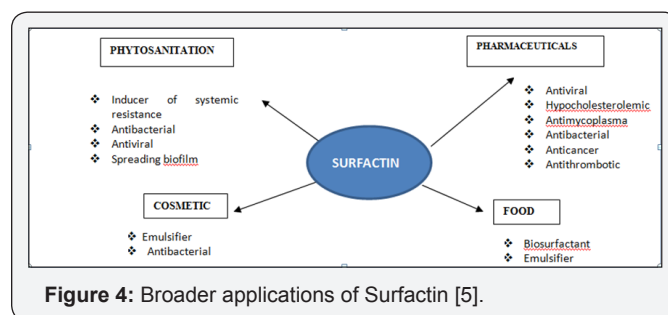 PHYTOSANITATION
❖ Inducer of systemic
resistance
❖ Antibacterial
❖ Antiviral
❖ Spreading biofilm
PHARMACEUTICALS
❖ Antiviral
❖ Hypocholesterolemic
❖ Antimycoplasma
❖ Antibacterial
❖ Anticancer
❖ Antithrombotic
SURFACTIN
COSMETIC
❖ Emulsifier
❖ Antibacterial
FOOD
❖ Biosurfactant
❖ Emulsifier
Figure 4: Broader applications of Surfactin [5].